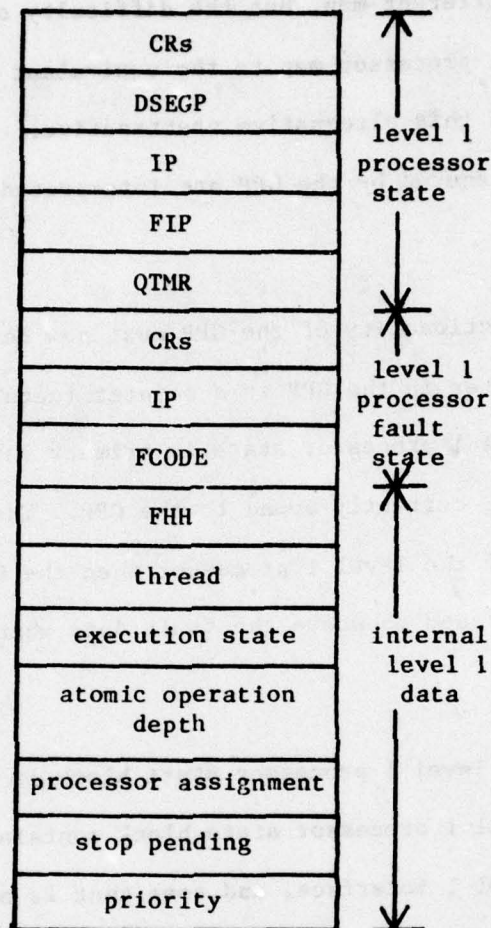 CRs
DSEGP
IP
FIP
QTMR
level 1
processor
state
CRs
IP
FCODE
level 1
processor
fault
state
FHH
thread
execution state
atomic operation
depth
processor assignment
stop pending
priority
internal
level 1
data